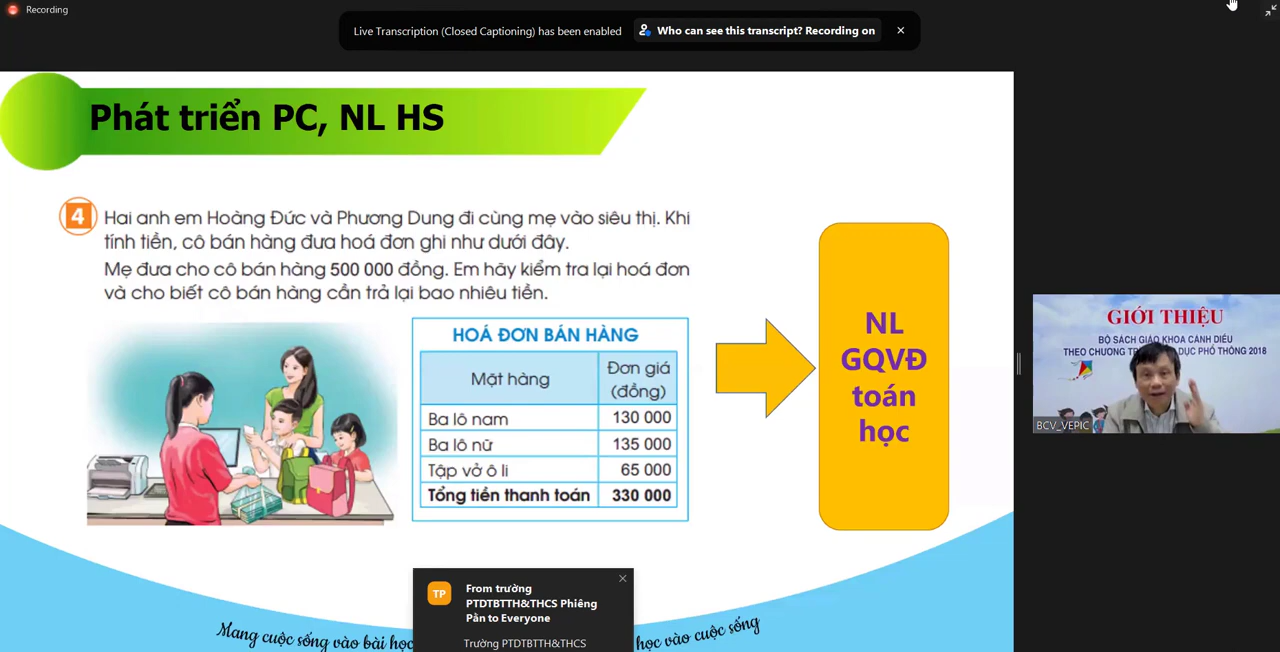 Recording
Live Transcription (Closed Captioning) has been enabled
Who can see this transcript? Recording on
Phát triển PC, NL HS
4
Hai anh em Hoàng Đức và Phương Dung đi cùng mẹ vào siêu thị. Khi
tính tiền, cô bán hàng đưa hoá đơn ghi như dưới đây.
Mẹ đưa cho cô bán hàng 500 000 đồng. Em hãy kiểm tra lại hoá đơn
và cho biết cô bán hàng cần trả lại bao nhiêu tiền.
HOÁ ĐƠN BÁN HÀNG
Mặt hàng
Đơn giá
(đồng)
Ba lô nam 130 000
Ba lô nữ 135 000
Tập vở ô li 65 000
Tổng tiền thanh toán 330 000
NL
GQVĐ
toán
học
GIỚI THIỆU
BỘ SÁCH GIÁO KHOA CÁNH DIỀU
THEO CHƯƠNG DỤC PHỔ THÔNG 2018
BCV_VEPIC
TP
From trường
PTDTBTTH&THCS Phiêng
Pằn to Everyone
Trường PTDTBTTH&THCS
Mang cuộc sống vào bài học
học vào cuộc sống